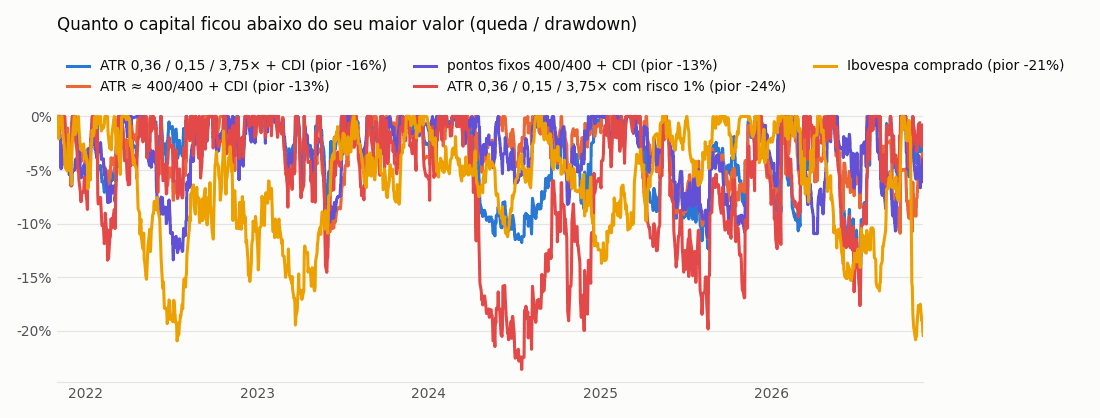 Quanto o capital ficou abaixo do seu maior valor (queda / drawdown)
ATR 0,36 / 0,15 / 3,75× + CDI (pior -16%)
pontos fixos 400/400 + CDI (pior -13%)
Ibovespa comprado (pior -21%)
ATR ≈ 400/400 + CDI (pior -13%)
ATR 0,36 / 0,15 / 3,75× com risco 1% (pior -24%)
0%
-5%
-10%
-15%
-20%
2022 2023 2024 2025 2026